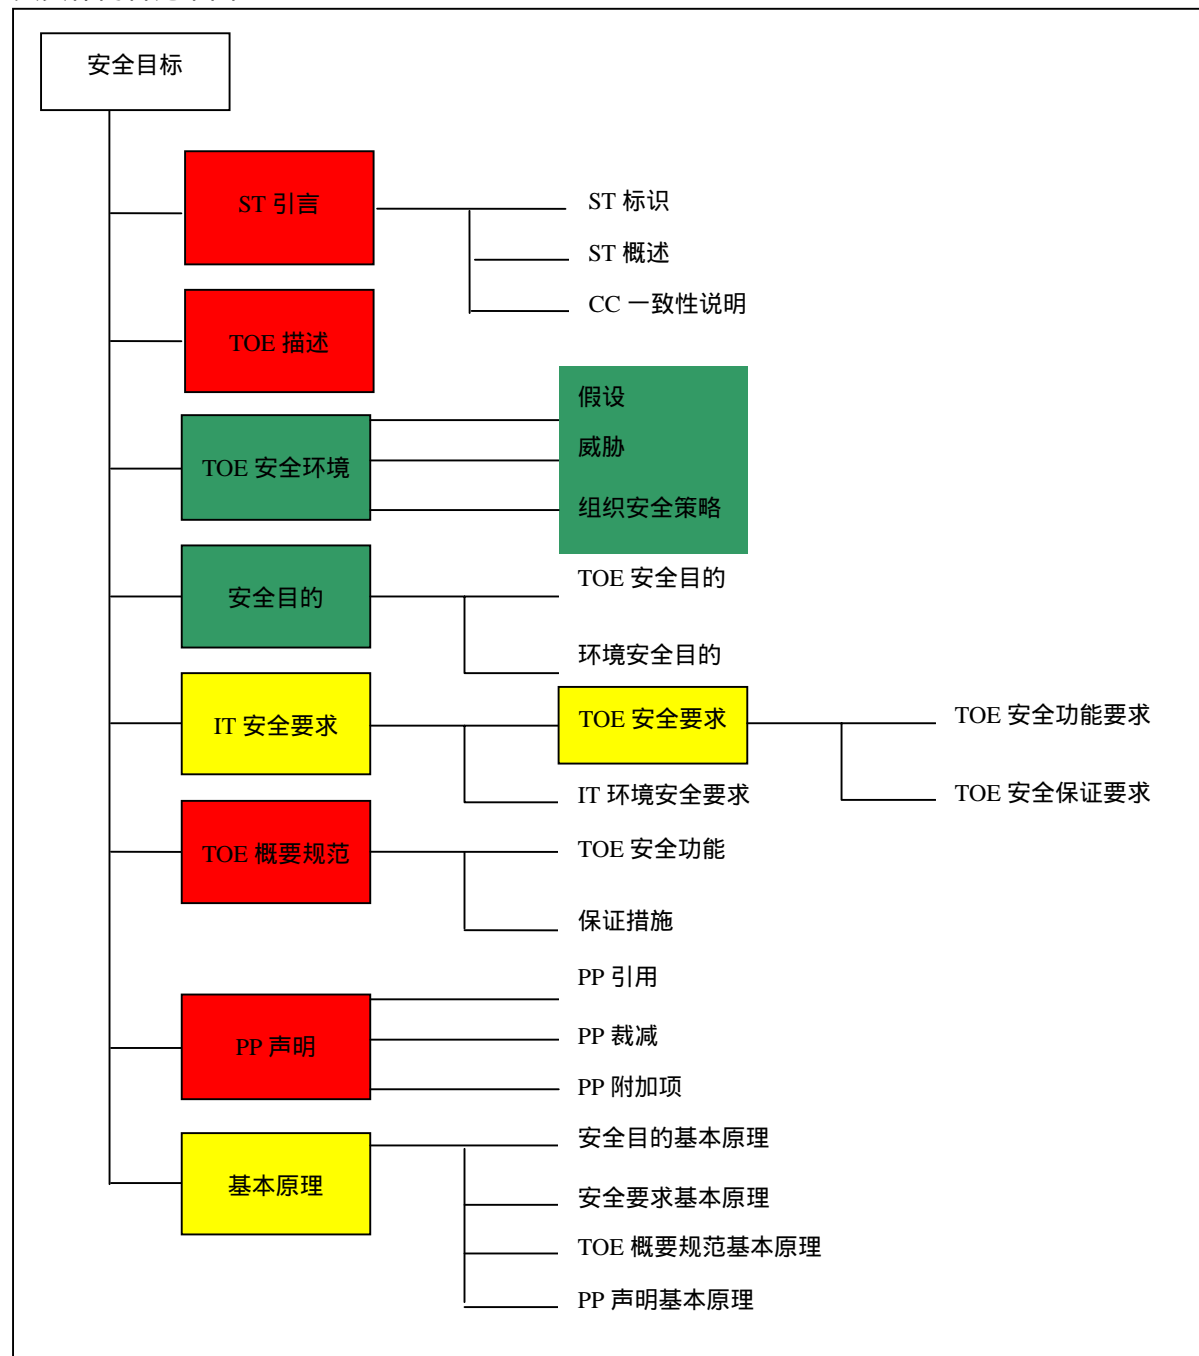 安全目标
ST 引言
ST 标识
ST 概述
CC 一致性说明
TOE 描述
TOE 安全环境
假设
威胁
组织安全策略
安全目的
TOE 安全目的
环境安全目的
IT 安全要求
TOE 安全要求
TOE 安全功能要求
TOE 安全保证要求
IT 环境安全要求
TOE 概要规范
TOE 安全功能
保证措施
PP 声明
PP 引用
PP 裁减
PP 附加项
基本原理
安全目的基本原理
安全要求基本原理
TOE 概要规范基本原理
PP 声明基本原理